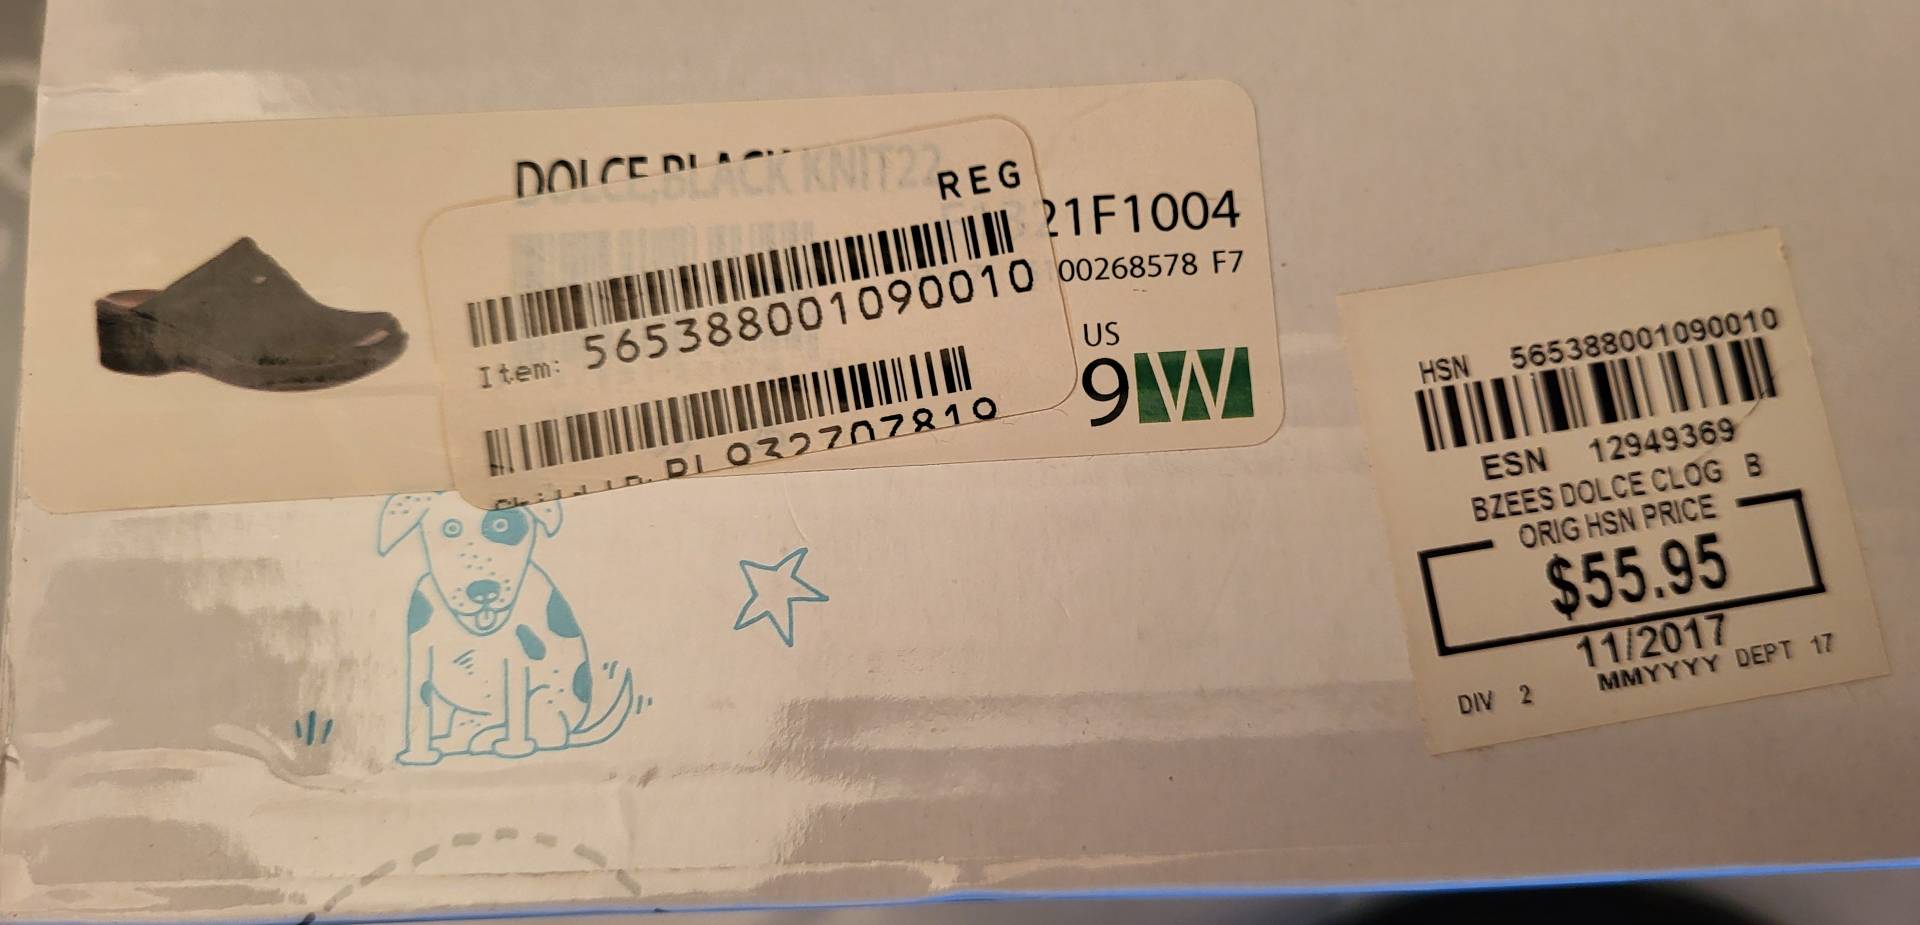 DOLCE,BLACK KNIT22
REG
21F1004
565388001090010
Item:
00268578 F7
US
9W
932707810
HSN 565388001090010
ESN 12949369
BZEES DOLCE CLOG B
ORIG HSN PRICE
$55.95
11/2017
MMYYYY DEPT 17
DIV 2